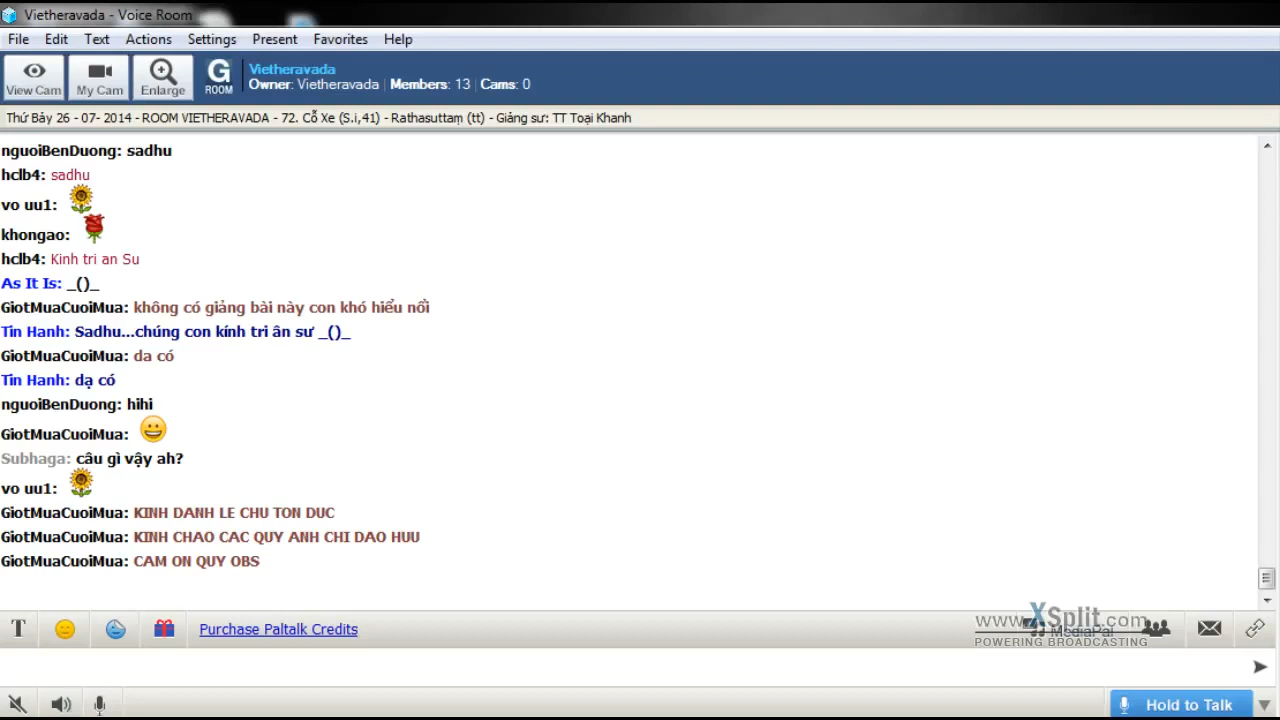 Vietheravada - Voice Room
File Edit Text Actions Settings Present Favorites Help
View Cam
My Cam
Enlarge
G
ROOM
Vietheravada
Owner: Vietheravada | Members: 13 | Cams: 0
Thứ Bảy 26 - 07- 2014 - ROOM VIETHERAVADA - 72. Cỗ Xe (S.i,41) - Rathasuttaṃ (tt) - Giảng sư: TT Toại Khanh
nguoiBenDuong: sadhu
hclb4: sadhu
vo uu1:
khongao:
hclb4: Kinh tri an Su
As It Is: _()_
GiotMuaCuoiMua: không có giảng bài này con khó hiểu nổi
Tin Hanh: Sadhu...chúng con kính tri ân sư _()_
GiotMuaCuoiMua: da có
Tin Hanh: dạ có
nguoiBenDuong: hihi
GiotMuaCuoiMua:
Subhaga: câu gì vậy ah?
vo uu1:
GiotMuaCuoiMua: KINH DANH LE CHU TON DUC
GiotMuaCuoiMua: KINH CHAO CAC QUY ANH CHI DAO HUU
GiotMuaCuoiMua: CAM ON QUY OBS
T Purchase Paltalk Credits
www.XSplit.com
MediaPal
POWERING BROADCASTING
Hold to Talk